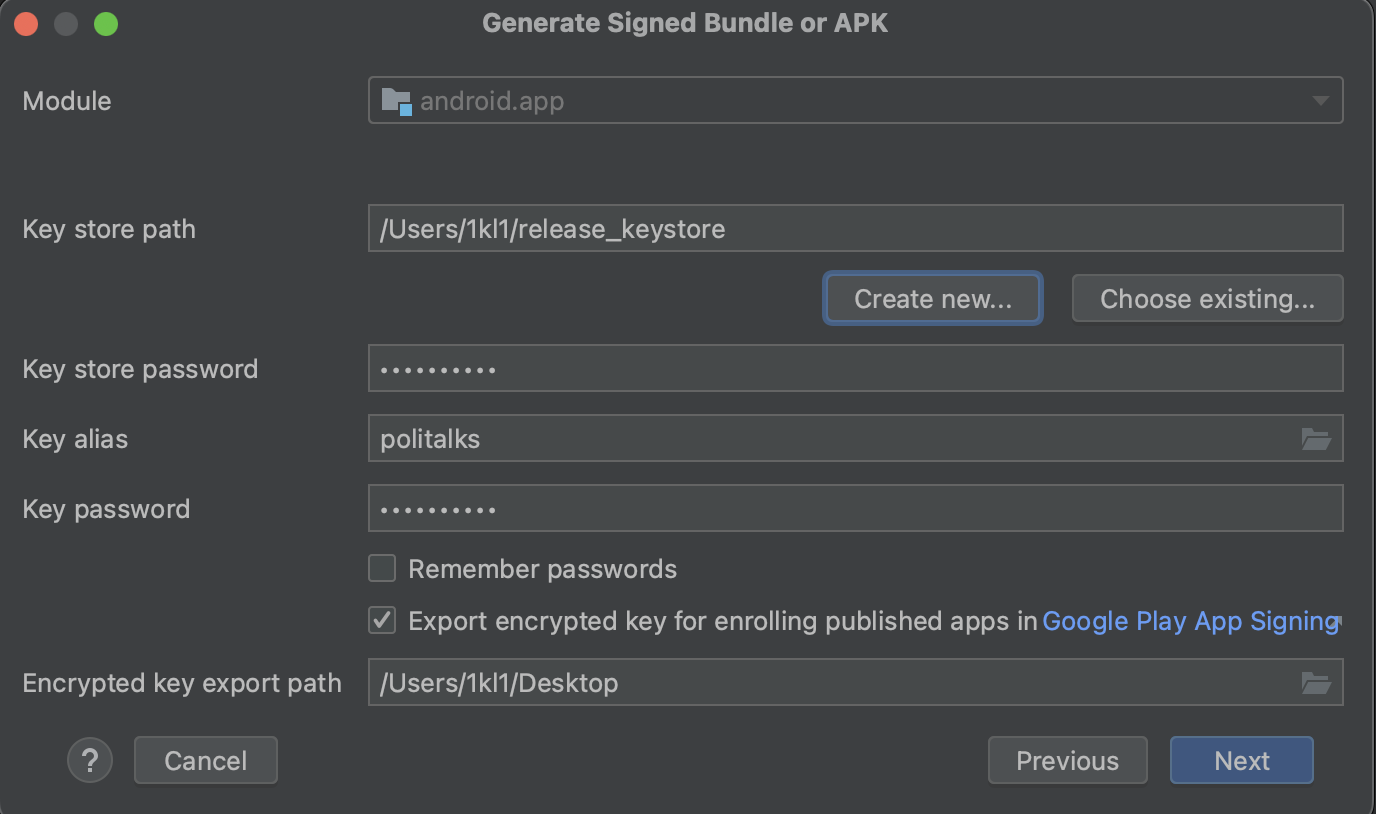 Generate Signed Bundle or APK
Module
android.app
Key store path
/Users/1kl1/release_keystore
Create new...
Choose existing...
Key store password
••••••••••
Key alias
politalks
Key password
••••••••••
Remember passwords
Export encrypted key for enrolling published apps in Google Play App Signing
Encrypted key export path
/Users/1kl1/Desktop
?
Cancel
Previous
Next